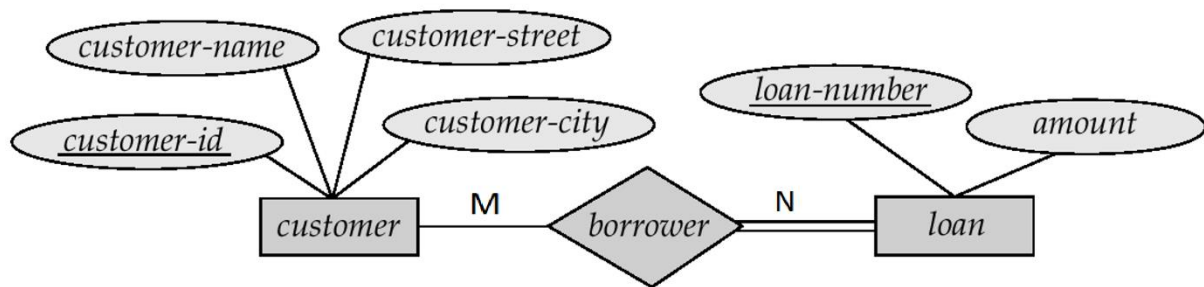 customer-name
customer-street
customer-id
customer-city
loan-number
amount
customer
M
borrower
N
loan